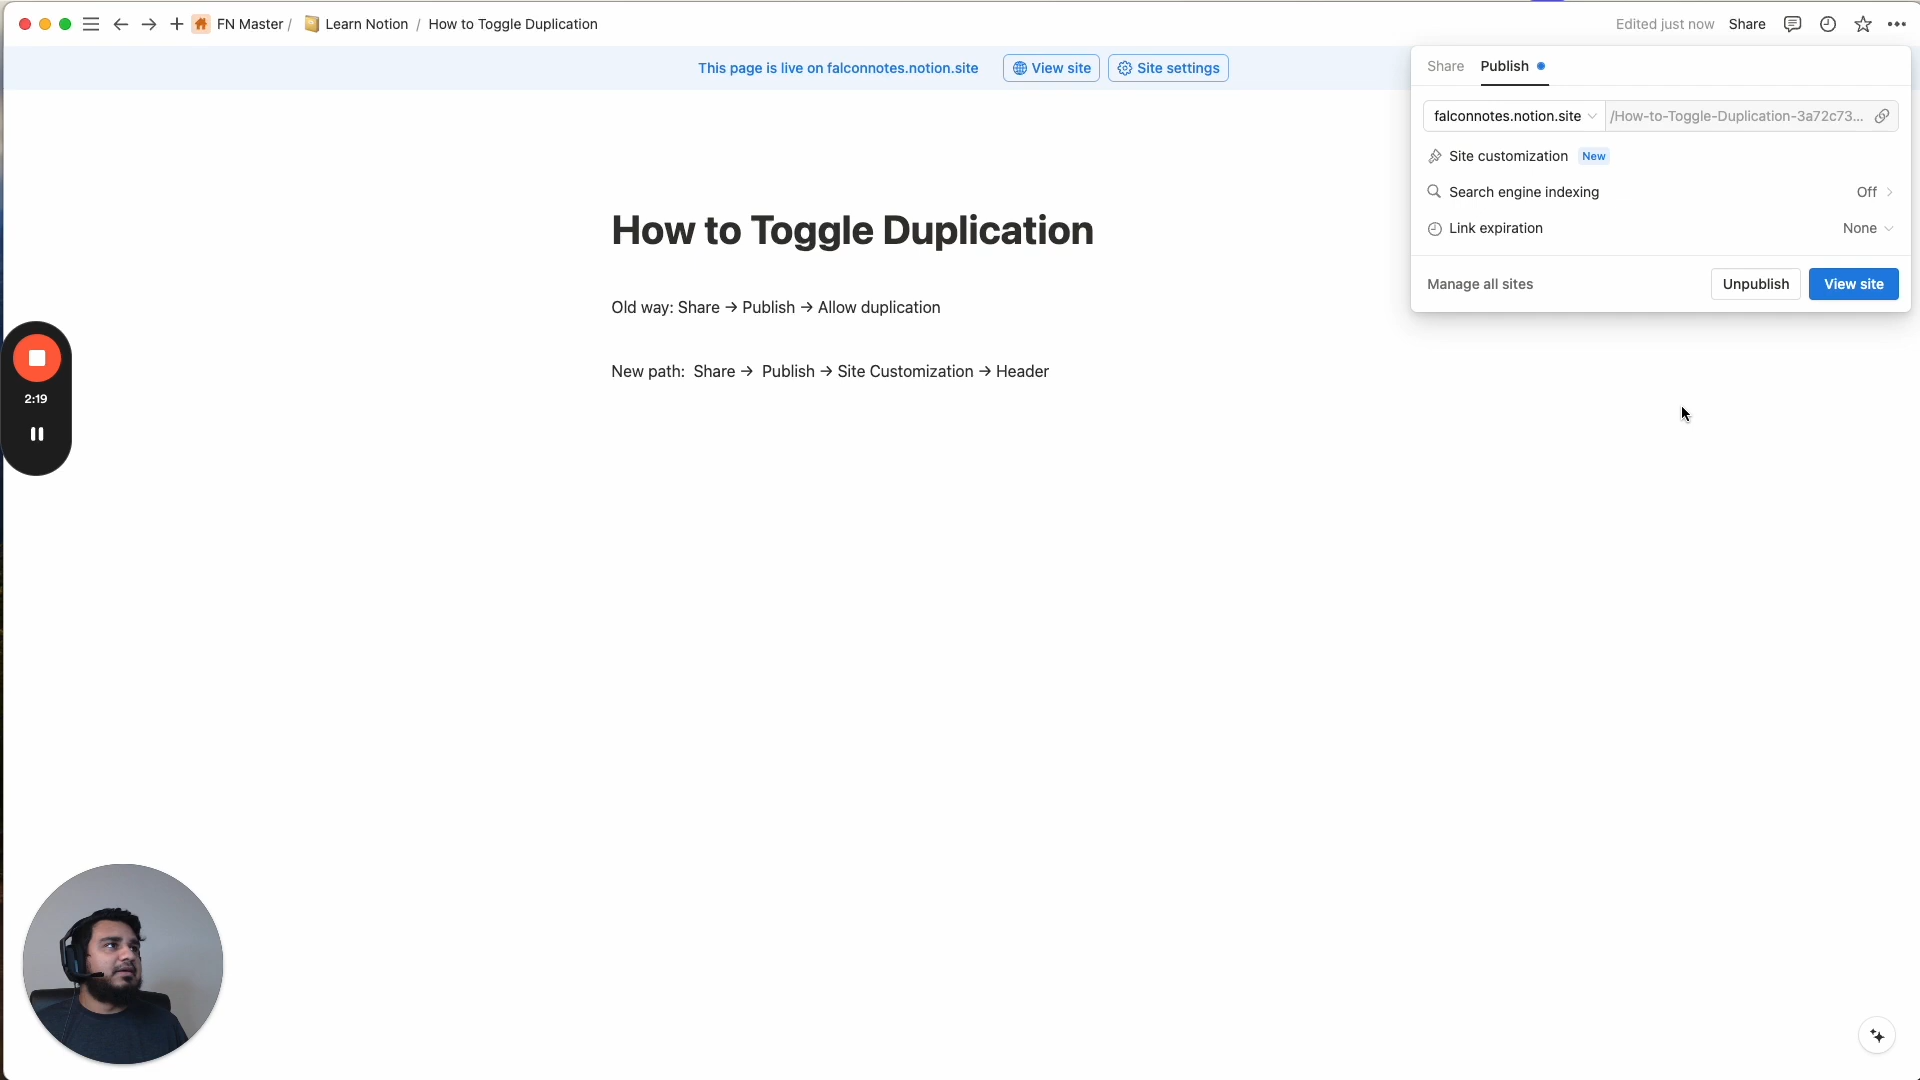 FN Master / Learn Notion / How to Toggle Duplication
Edited just now Share
This page is live on falconnotes.notion.site View site Site settings
Share Publish
falconnotes.notion.site /How-to-Toggle-Duplication-3a72c73...
Site customization New
Search engine indexing Off
Link expiration None
Manage all sites Unpublish View site
How to Toggle Duplication
Old way: Share → Publish → Allow duplication
New path: Share → Publish → Site Customization → Header
2:19